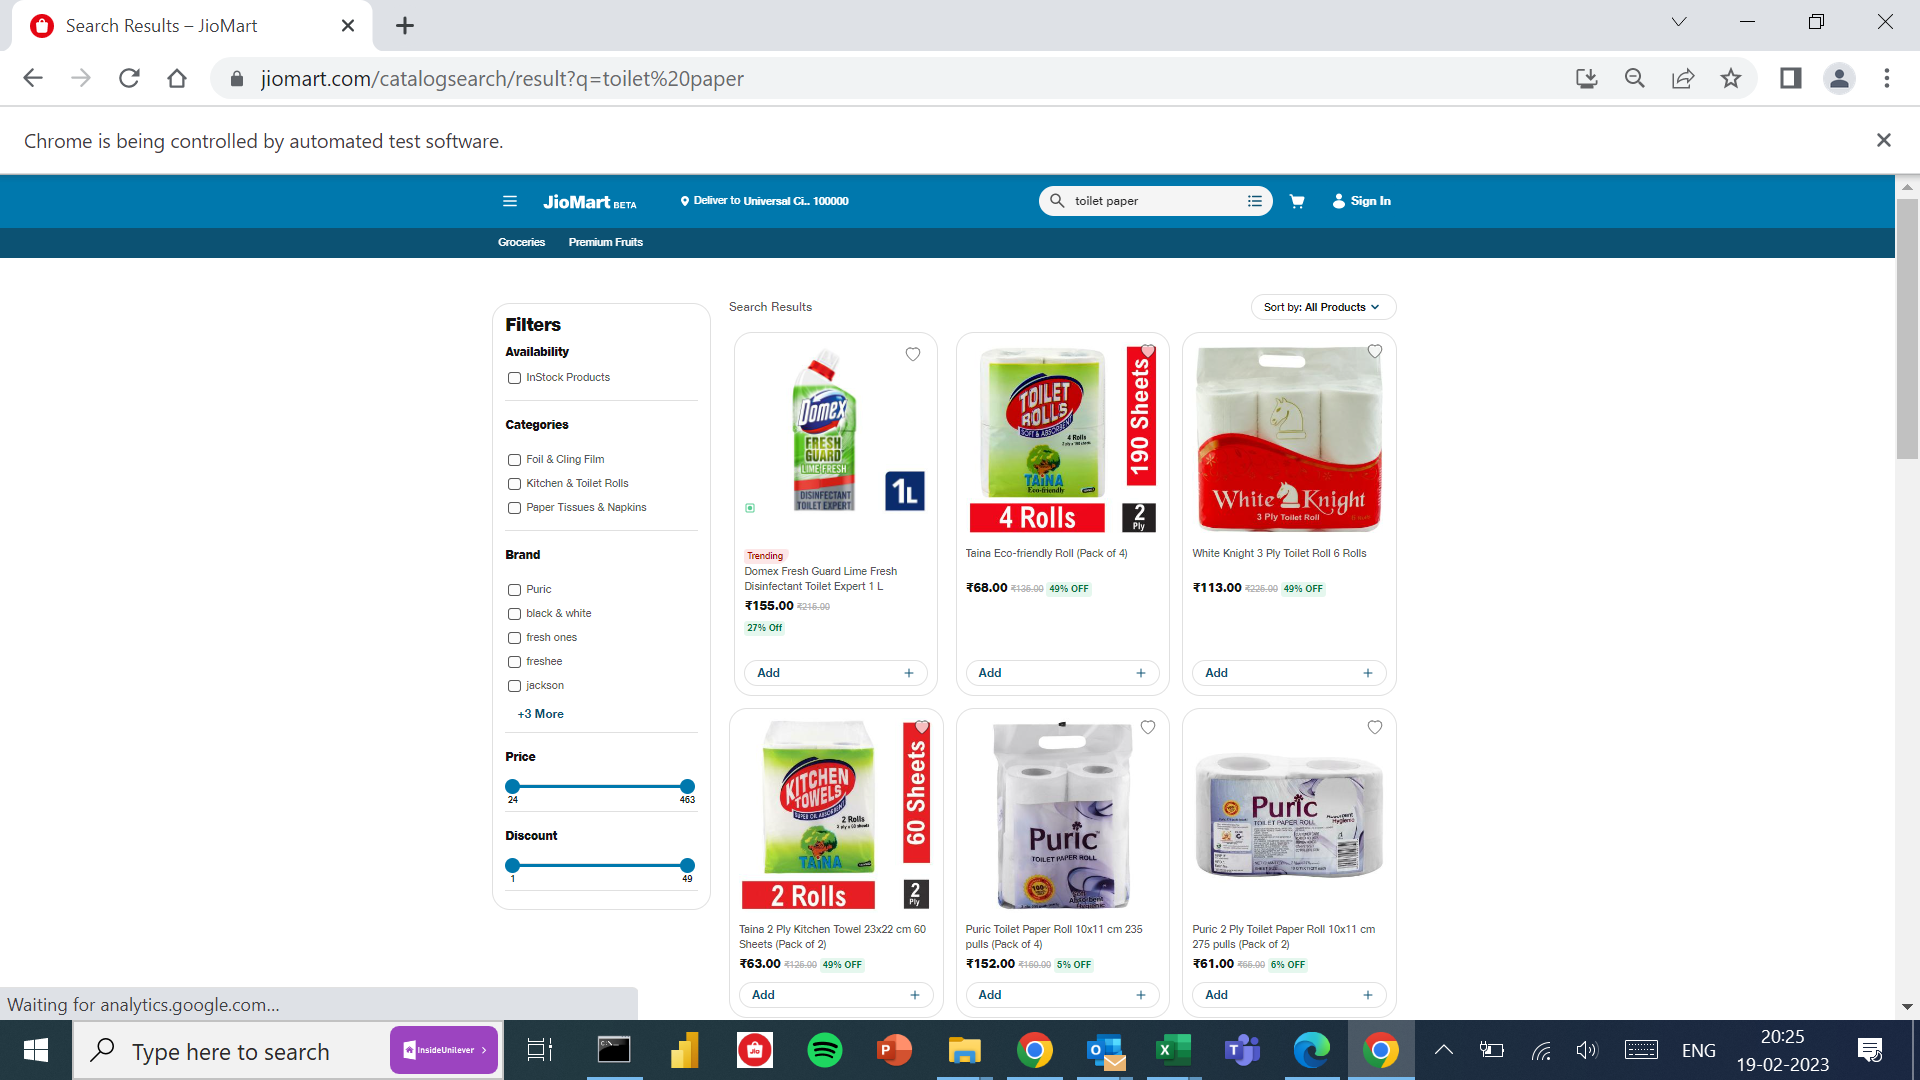 Search Results – JioMart
jiomart.com/catalogsearch/result?q=toilet%20paper
Chrome is being controlled by automated test software.
JioMart BETA
Deliver to Universal Ci... 100000
toilet paper
Sign In
Groceries
Premium Fruits
Filters
Availability
InStock Products
Categories
Foil & Cling Film
Kitchen & Toilet Rolls
Paper Tissues & Napkins
Brand
Puric
black & white
fresh ones
freshee
jackson
+3 More
Price
24
463
Discount
1
49
Search Results
Sort by: All Products
Domex
FRESH
GUARD
LIME FRESH
DISINFECTANT
TOILET EXPERT
1L
Trending
Domex Fresh Guard Lime Fresh
Disinfectant Toilet Expert 1 L
₹155.00 ₹215.00
27% Off
Add +
TOILET
ROLLS
SOFT & ABSORBENT
4 Rolls
TAiNA
Eco-friendly
190 Sheets
4 Rolls
2
Ply
Taina Eco-friendly Roll (Pack of 4)
₹68.00 ₹135.00 49% OFF
Add +
White Knight
3 Ply Toilet Roll
White Knight 3 Ply Toilet Roll 6 Rolls
₹113.00 ₹225.00 49% OFF
Add +
KITCHEN
TOWELS
SUPER OIL ABSORBENT
2 Rolls
TAiNA
60 Sheets
2 Rolls
2
Ply
Taina 2 Ply Kitchen Towel 23x22 cm 60
Sheets (Pack of 2)
₹63.00 ₹125.00 49% OFF
Add +
Puric
TOILET PAPER ROLL
Puric Toilet Paper Roll 10x11 cm 235
pulls (Pack of 4)
₹152.00 ₹160.00 5% OFF
Add +
Puric
TOILET PAPER ROLL
Puric 2 Ply Toilet Paper Roll 10x11 cm
275 pulls (Pack of 2)
₹61.00 ₹65.00 6% OFF
Add +
Waiting for analytics.google.com...
Type here to search
InsideUnilever
ENG
20:25
19-02-2023